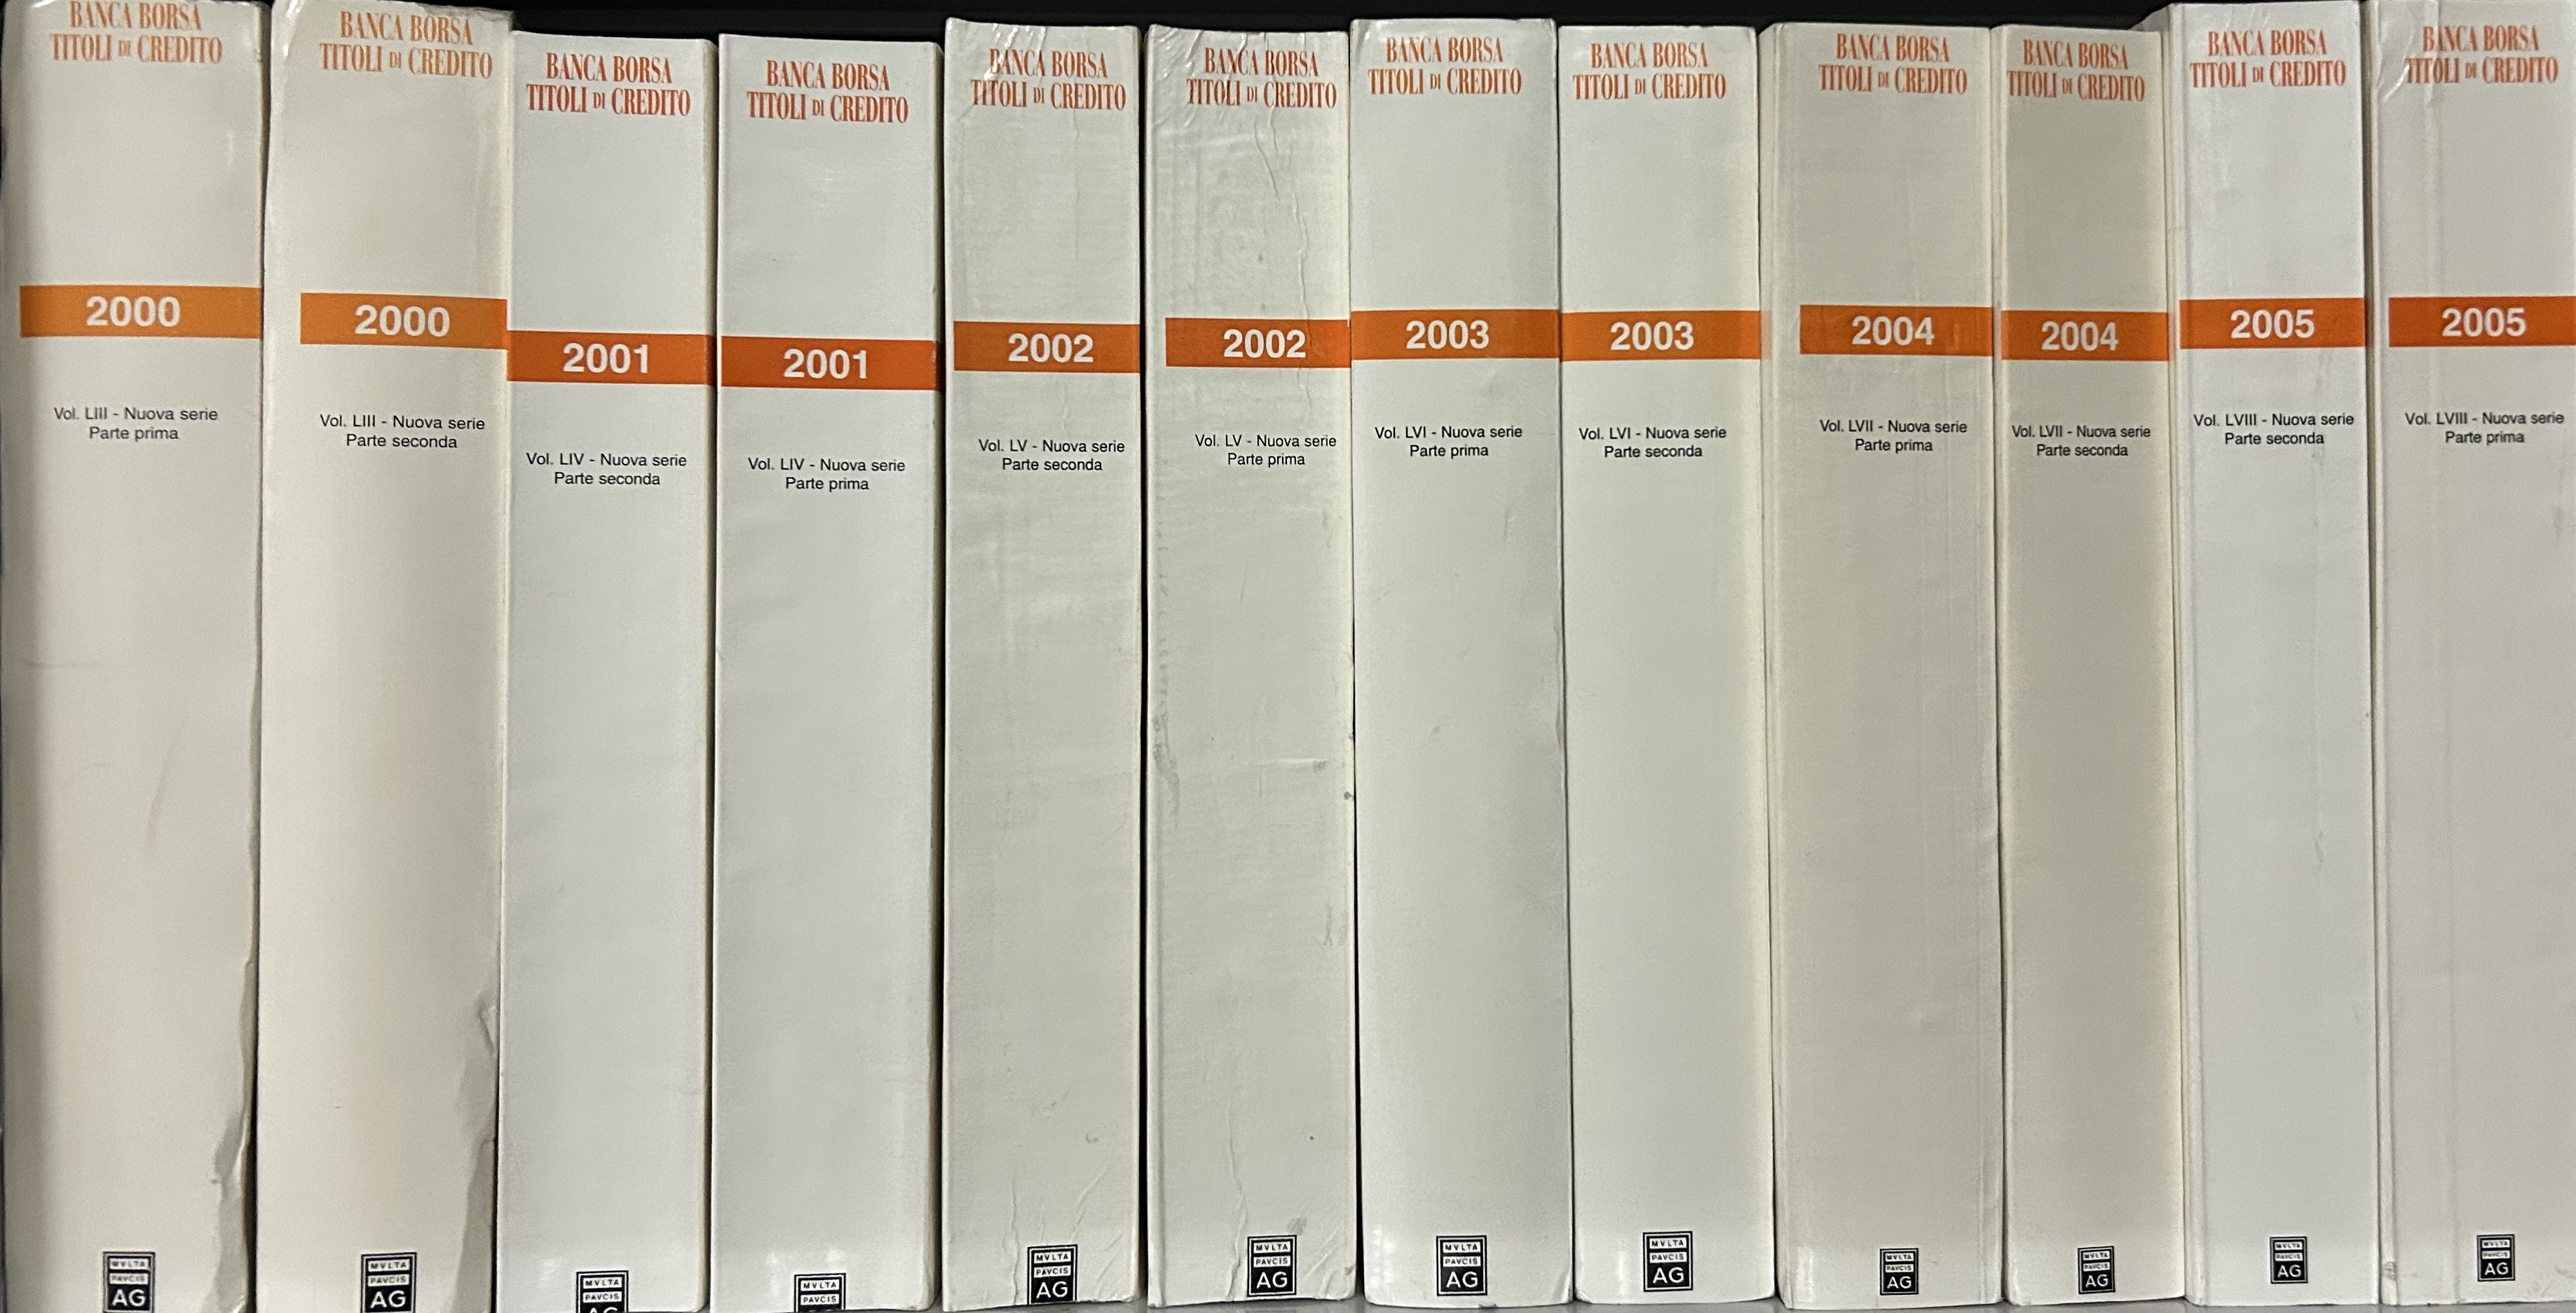 BANCA BORSA
TITOLI DI CREDITO
2000
Vol. LIII - Nuova serie
Parte prima
MVLTA
PAVCIS
AG
BANCA BORSA
TITOLI DI CREDITO
2000
Vol. LIII - Nuova serie
Parte seconda
MVLTA
PAVCIS
AG
BANCA BORSA
TITOLI DI CREDITO
2001
Vol. LIV - Nuova serie
Parte seconda
MVLTA
PAVCIS
AG
BANCA BORSA
TITOLI DI CREDITO
2001
Vol. LIV - Nuova serie
Parte prima
MVLTA
PAVCIS
BANCA BORSA
TITOLI DI CREDITO
2002
Vol. LV - Nuova serie
Parte seconda
MVLTA
PAVCIS
AG
BANCA BORSA
TITOLI DI CREDITO
2002
Vol. LV - Nuova serie
Parte prima
MVLTA
PAVCIS
AG
BANCA BORSA
TITOLI DI CREDITO
2003
Vol. LVI - Nuova serie
Parte prima
MVLTA
PAVCIS
AG
BANCA BORSA
TITOLI DI CREDITO
2003
Vol. LVI - Nuova serie
Parte seconda
MVLTA
PAVCIS
AG
BANCA BORSA
TITOLI DI CREDITO
2004
Vol. LVII - Nuova serie
Parte prima
MVLTA
PAVCIS
AG
BANCA BORSA
TITOLI DI CREDITO
2004
Vol. LVII - Nuova serie
Parte seconda
MVLTA
PAVCIS
AG
BANCA BORSA
TITOLI DI CREDITO
2005
Vol. LVIII - Nuova serie
Parte seconda
MVLTA
PAVCIS
AG
BANCA BORSA
TITOLI DI CREDITO
2005
Vol. LVIII - Nuova serie
Parte prima
MVLTA
PAVCIS
AG